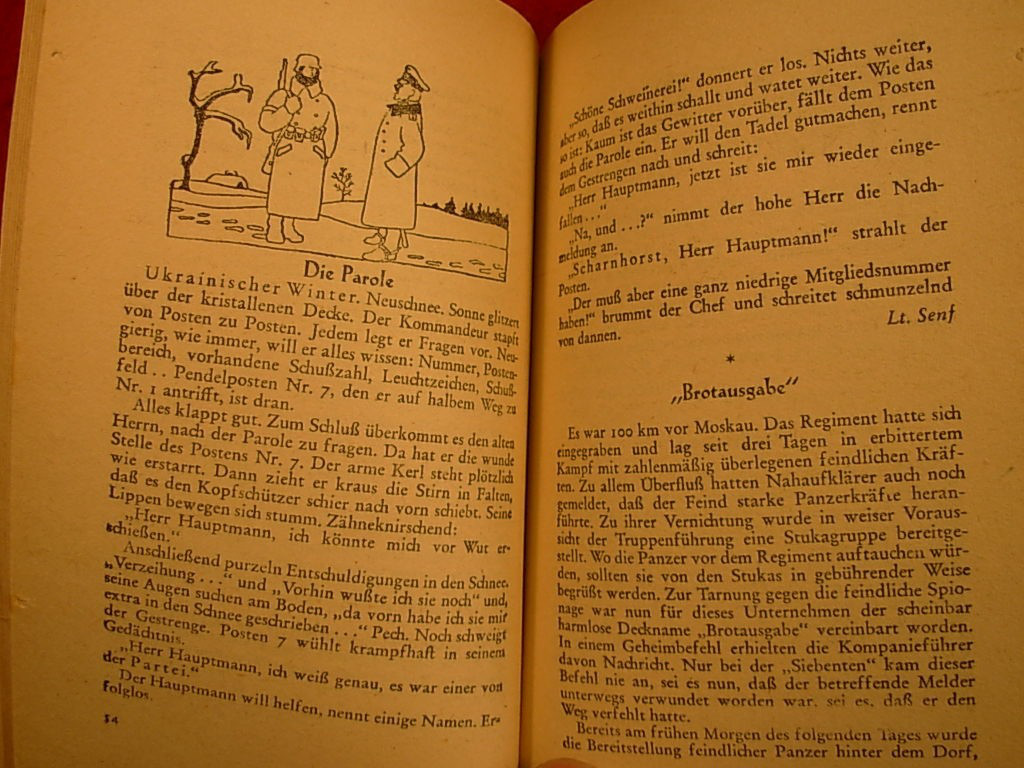 Die Parole
Ukrainischer Winter. Neuschnee. Sonne glitzert
über der kristallenen Decke. Der Kommandeur stapft
von Posten zu Posten. Jedem legt er Fragen vor. Neu-
gierig, wie immer, will er alles wissen: Nummer, Posten-
bereich, vorhandene Schußzahl, Leuchtzeichen, Schuß-
feld . . Pendelposten Nr. 7, den er auf halbem Weg zu
Nr. 1 antrifft, ist dran.
Alles klappt gut. Zum Schluß überkommt es den alten
Herrn, nach der Parole zu fragen. Da hat er die wunde
Stelle des Postens Nr. 7. Der arme Kerl steht plötzlich
wie erstarrt. Dann zieht er kraus die Stirn in Falten,
daß es den Kopfschützer schier nach vorn schiebt. Seine
Lippen bewegen sich stumm. Zähneknirschend:
„Herr Hauptmann, ich könnte mich vor Wut er-
schießen.“
Anschließend purzeln Entschuldigungen in den Schnee.
„Verzeihung . . .“ und „Vorhin wußte ich sie noch“ und,
seine Augen suchen am Boden, „da vorn habe ich sie mir
extra in den Schnee geschrieben . . .“ Pech. Noch schweigt
der Gestrenge. Posten 7 wühlt krampfhaft in seinem
Gedächtnis.
„Herr Hauptmann, ich weiß genau, es war einer von
der Partei.“
Der Hauptmann will helfen, nennt einige Namen. Er-
folglos.
54
„Schöne Schweinerei!“ donnert er los. Nichts weiter,
aber so, daß es weithin schallt und watet weiter. Wie das
so ist: Kaum ist das Gewitter vorüber, fällt dem Posten
auch die Parole ein. Er will den Tadel gutmachen, rennt
dem Gestrengen nach und schreit:
„Herr Hauptmann, jetzt ist sie mir wieder einge-
fallen . . .“
„Na, und . . .?“ nimmt der hohe Herr die Nach-
meldung an.
„Scharnhorst, Herr Hauptmann!“ strahlt der
Posten.
„Der muß aber eine ganz niedrige Mitgliedsnummer
haben!“ brummt der Chef und schreitet schmunzelnd
von dannen.
Lt. Senf
*
„Brotausgabe“
Es war 100 km vor Moskau. Das Regiment hatte sich
eingegraben und lag seit drei Tagen in erbittertem
Kampf mit zahlenmäßig überlegenen feindlichen Kräf-
ten. Zu allem Überfluß hatten Nahaufklärer auch noch
gemeldet, daß der Feind starke Panzerkräfte heran-
führte. Zu ihrer Vernichtung wurde in weiser Voraus-
sicht der Truppenführung eine Stukagruppe bereitge-
stellt. Wo die Panzer vor dem Regiment auftauchen wür-
den, sollten sie von den Stukas in gebührender Weise
begrüßt werden. Zur Tarnung gegen die feindliche Spio-
nage war nun für dieses Unternehmen der scheinbar
harmlose Deckname „Brotausgabe“ vereinbart worden.
In einem Geheimbefehl erhielten die Kompanieführer
davon Nachricht. Nur bei der „Siebenten“ kam dieser
Befehl nie an, sei es nun, daß der betreffende Melder
unterwegs verwundet worden war, sei es, daß er den
Weg verfehlt hatte.
Bereits am frühen Morgen des folgenden Tages wurde
die Bereitstellung feindlicher Panzer hinter dem Dorf,